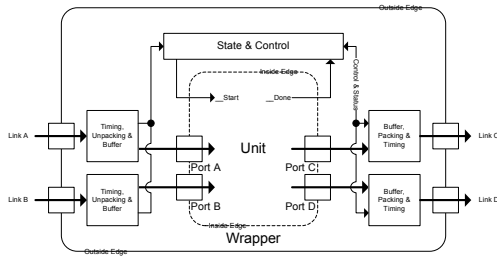 Outside Edge
State & Control
Inside Edge
Control & Status
__Start
__Done
Link A
Timing,
Unpacking &
Buffer
Port A
Unit
Port C
Buffer,
Packing &
Timing
Link C
Link B
Timing,
Unpacking &
Buffer
Port B
Port D
Buffer,
Packing &
Timing
Link D
Inside Edge
Wrapper
Outside Edge